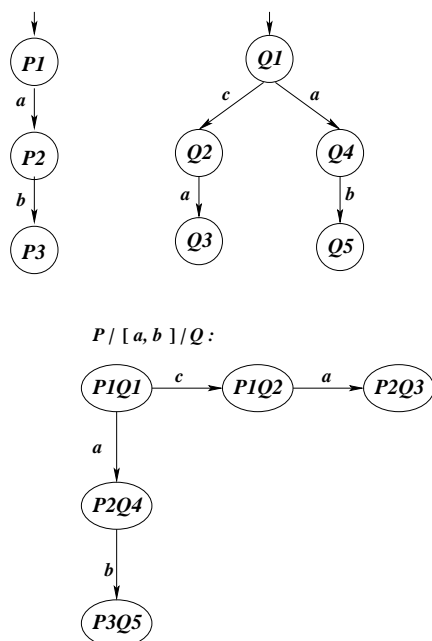 P1
Q1
a
c
a
P2
Q2
Q4
b
a
b
P3
Q3
Q5
P / [ a, b ] / Q :
P1Q1
c
P1Q2
a
P2Q3
a
P2Q4
b
P3Q5